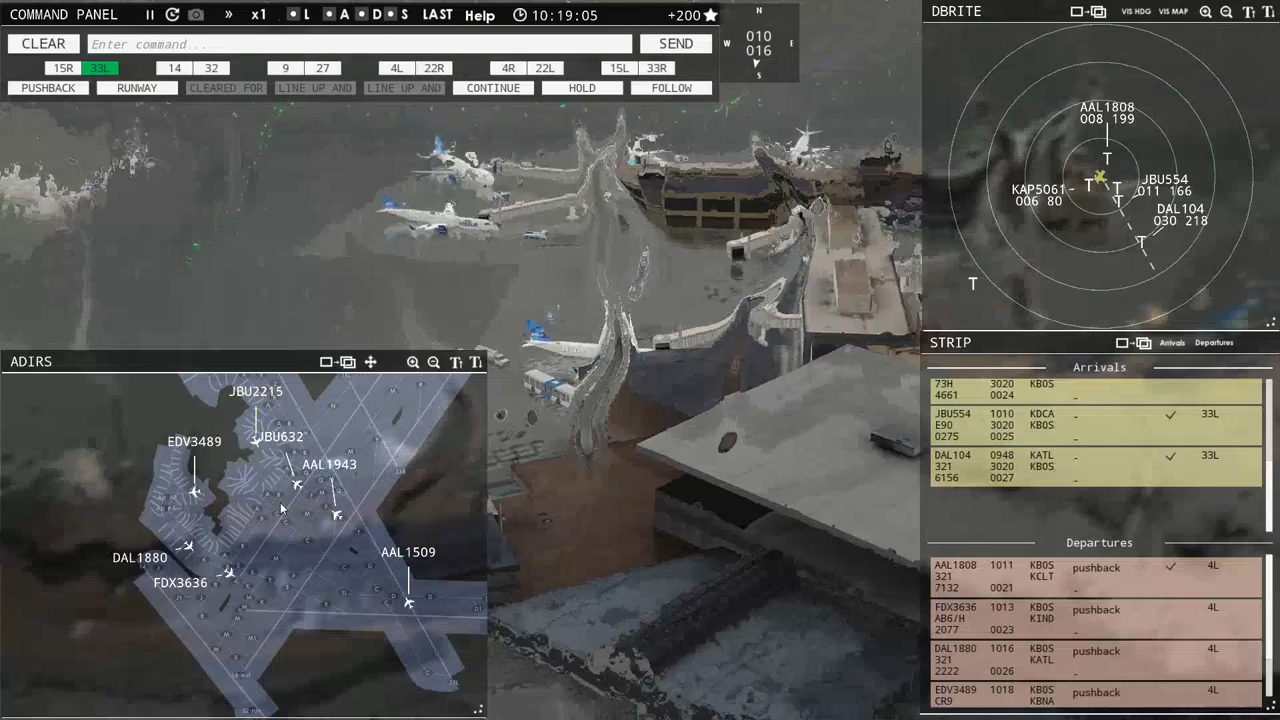 COMMAND PANEL » x1 L A D S LAST Help 10:19:05 +200
CLEAR Enter command... SEND
15R 33L 14 32 9 27 4L 22R 4R 22L 15L 33R
PUSHBACK RUNWAY CLEARED FOR LINE UP AND LINE UP AND CONTINUE HOLD FOLLOW
N
W 010 E
016
S
DBRITE VIS HDG VIS MAP
AAL1808
008 199
T
KAP5061
006 80
T
T
T
JBU554
011 166
DAL104
030 218
T
T
STRIP Arrivals Departures
Arrivals
73H 3020 KBOS
4661 0024 _
JBU554 1010 KDCA _ 33L
E90 3020 KBOS
0275 0025 _
DAL104 0948 KATL _ 33L
321 3020 KBOS
6156 0027 _
Departures
AAL1808 1011 KBOS pushback 4L
321 KCLT
7132 0021 _
FDX3636 1013 KBOS pushback 4L
AB6/H KIND
2077 0023 _
DAL1880 1016 KBOS pushback 4L
321 KATL
2222 0026 _
EDV3489 1018 KBOS pushback 4L
CR9 KBNA
ADIRS
JBU2215
JBU632
EDV3489
AAL1943
DAL1880
FDX3636
AAL1509